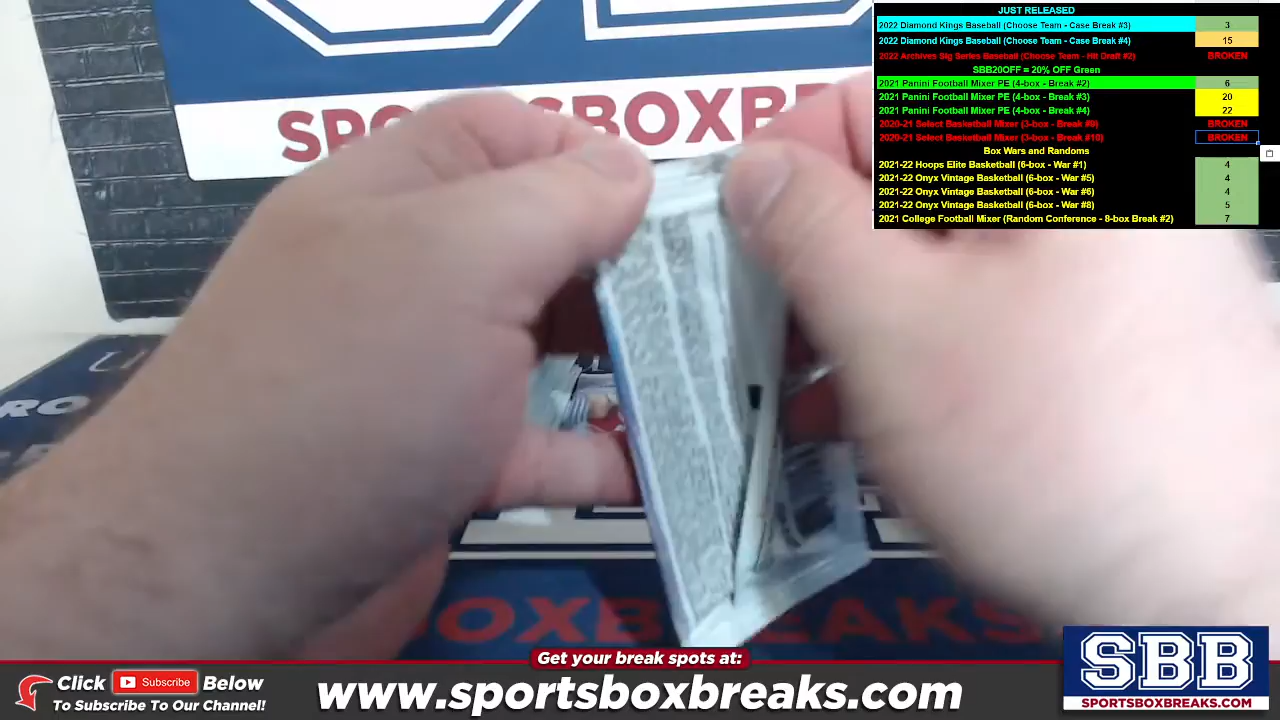 JUST RELEASED
2022 Diamond Kings Baseball (Choose Team - Case Break #3) 3
2022 Diamond Kings Baseball (Choose Team - Case Break #4) 15
2022 Archives Sig Series Baseball (Choose Team - Hit Draft #2) BROKEN
SBB20OFF = 20% OFF Green
2021 Panini Football Mixer PE (4-box - Break #2) 6
2021 Panini Football Mixer PE (4-box - Break #3) 20
2021 Panini Football Mixer PE (4-box - Break #4) 22
2020-21 Select Basketball Mixer (3-box - Break #9) BROKEN
2020-21 Select Basketball Mixer (3-box - Break #10) BROKEN
Box Wars and Randoms
2021-22 Hoops Elite Basketball (6-box - War #1) 4
2021-22 Onyx Vintage Basketball (6-box - War #5) 4
2021-22 Onyx Vintage Basketball (6-box - War #6) 4
2021-22 Onyx Vintage Basketball (6-box - War #8) 5
2021 College Football Mixer (Random Conference - 8-box Break #2) 7
SPORTSBOXBRE
RO
BOXBREAKS
Get your break spots at:
Click Subscribe Below
To Subscribe To Our Channel!
www.sportsboxbreaks.com
SBB
SPORTSBOXBREAKS.COM